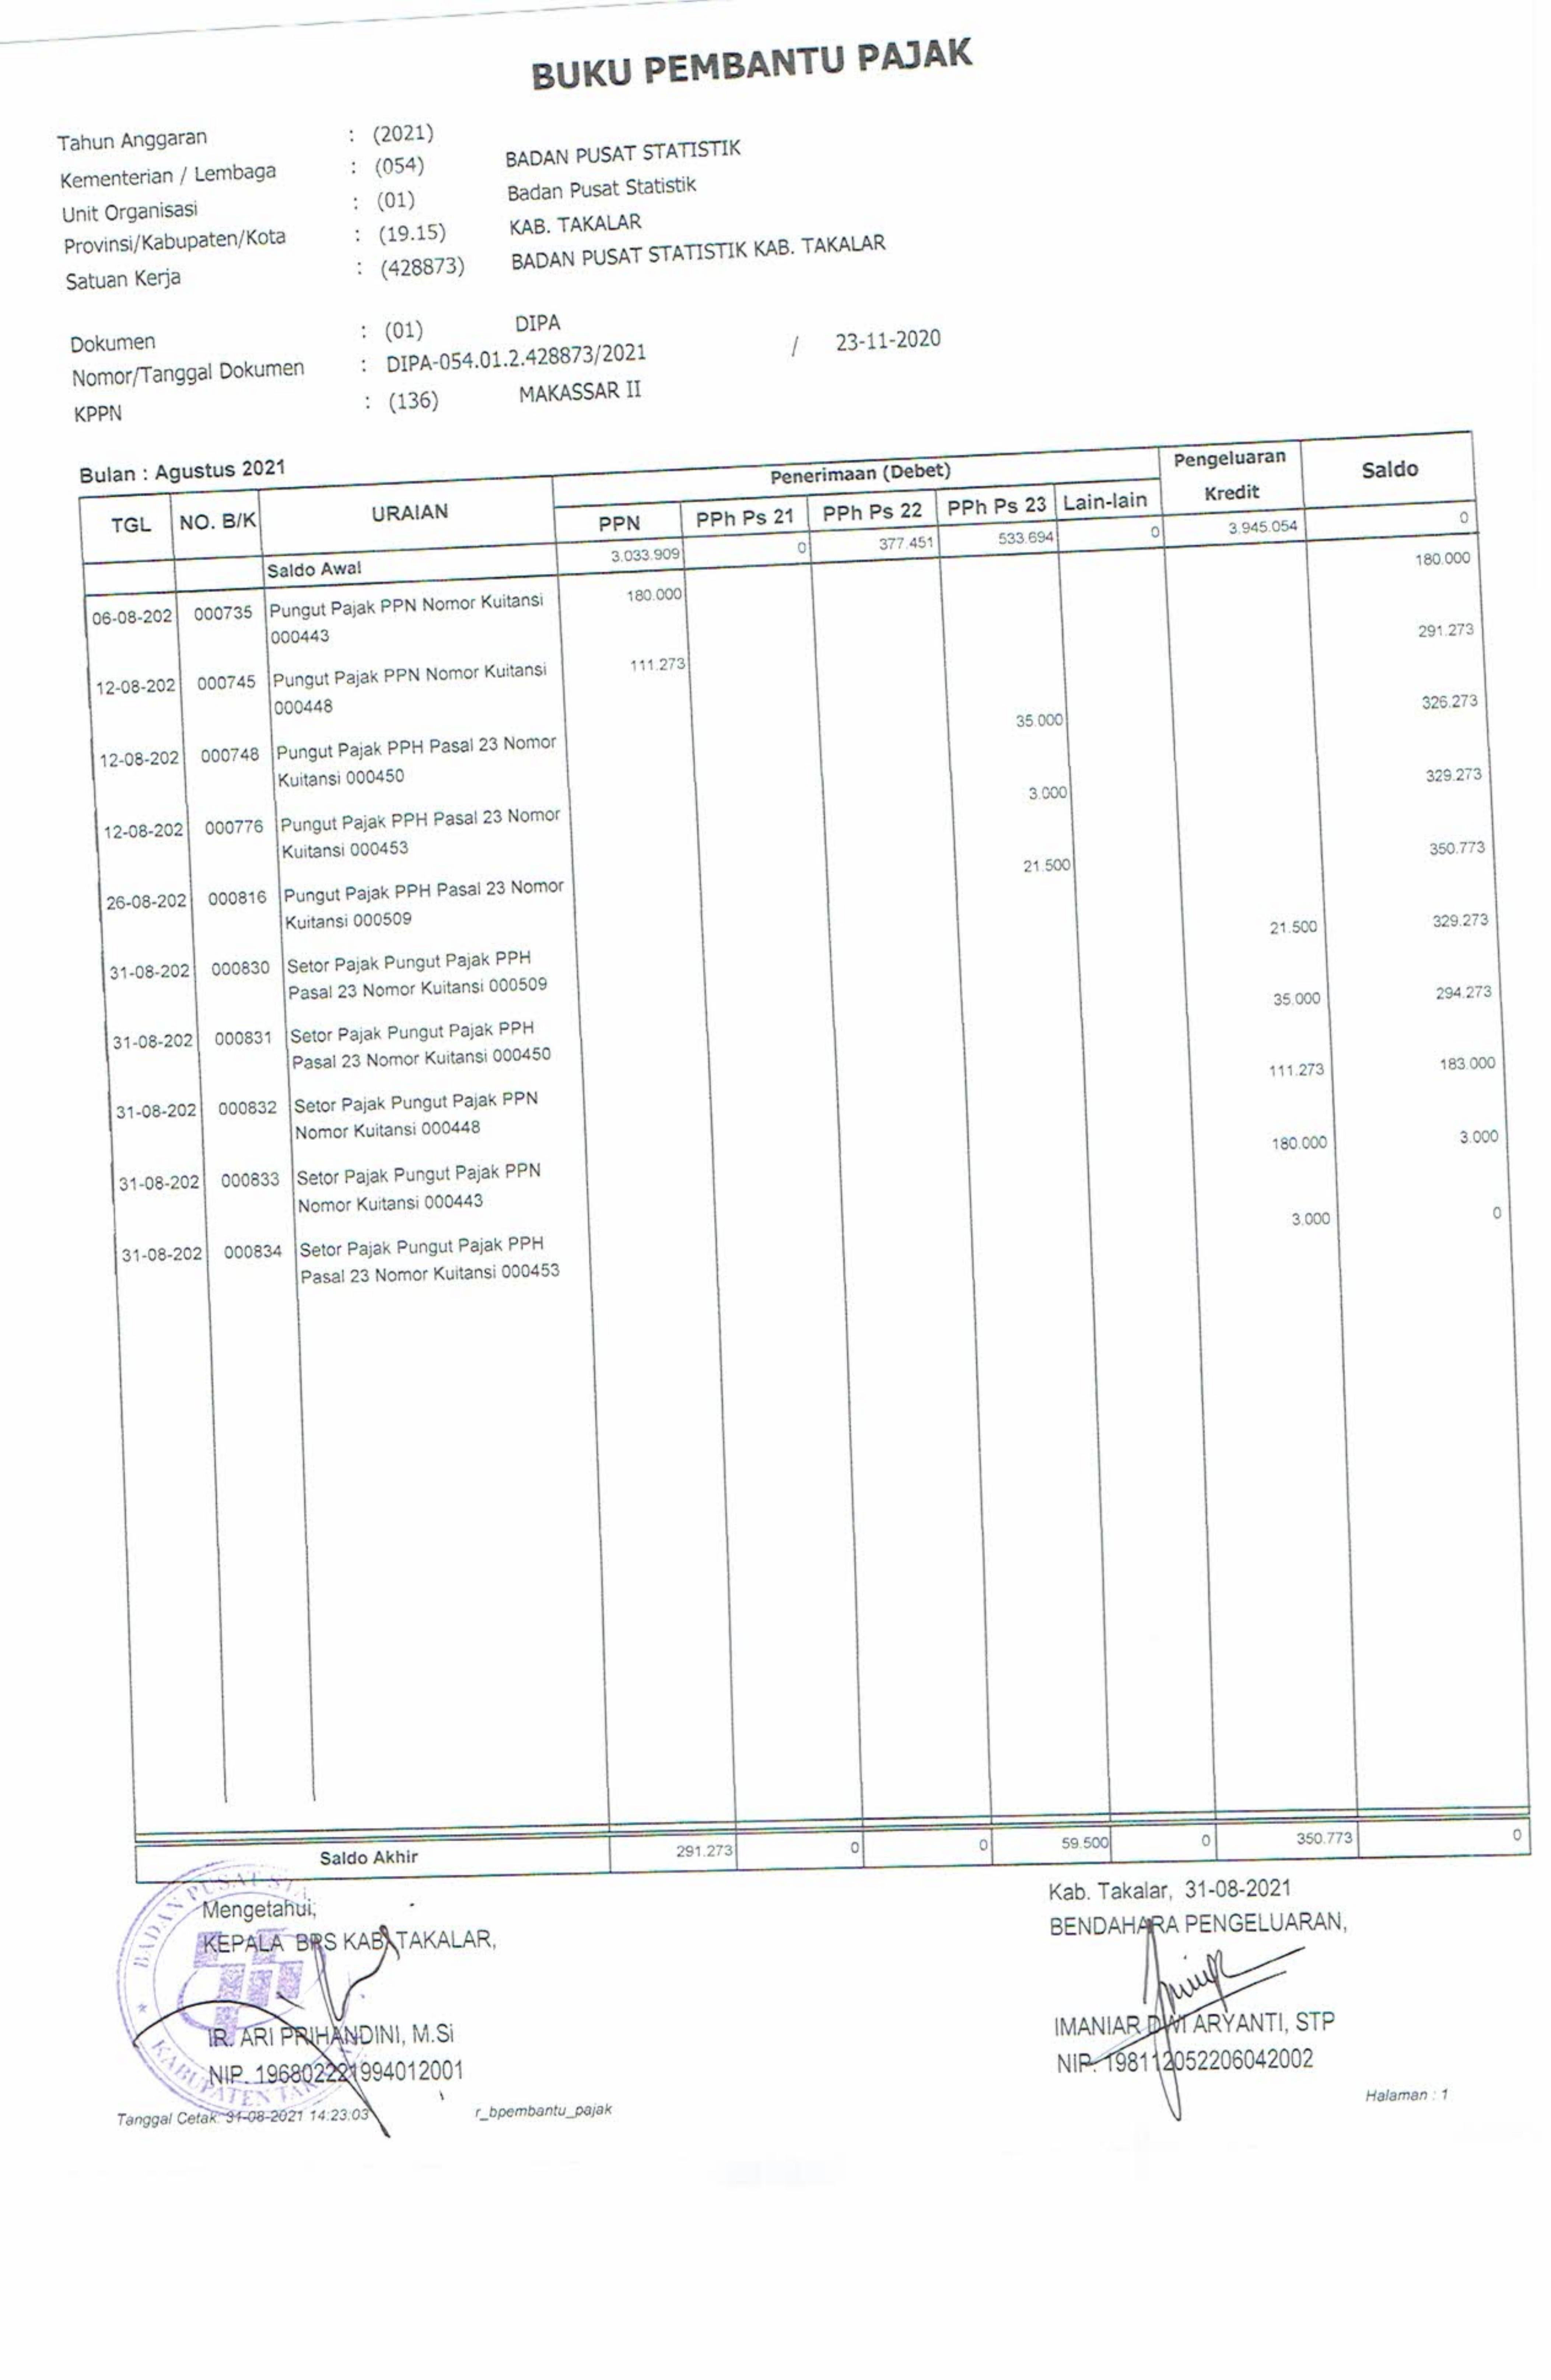 BUKU PEMBANTU PAJAK
Tahun Anggaran : (2021)
Kementerian / Lembaga : (054) BADAN PUSAT STATISTIK
Unit Organisasi : (01) Badan Pusat Statistik
Provinsi/Kabupaten/Kota : (19.15) KAB. TAKALAR
Satuan Kerja : (428873) BADAN PUSAT STATISTIK KAB. TAKALAR
Dokumen : (01) DIPA
Nomor/Tanggal Dokumen : DIPA-054.01.2.428873/2021 / 23-11-2020
KPPN : (136) MAKASSAR II
Bulan : Agustus 2021
TGL NO. B/K URAIAN Penerimaan (Debet) Pengeluaran Saldo
PPN PPh Ps 21 PPh Ps 22 PPh Ps 23 Lain-lain Kredit
Saldo Awal 3.033.909 0 377.451 533.694 0 3.945.054 0
06-08-202 000735 Pungut Pajak PPN Nomor Kuitansi 180.000 180.000
000443
12-08-202 000745 Pungut Pajak PPN Nomor Kuitansi 111.273 291.273
000448
12-08-202 000748 Pungut Pajak PPH Pasal 23 Nomor 35.000 326.273
Kuitansi 000450
12-08-202 000776 Pungut Pajak PPH Pasal 23 Nomor 3.000 329.273
Kuitansi 000453
26-08-202 000816 Pungut Pajak PPH Pasal 23 Nomor 21.500 350.773
Kuitansi 000509
31-08-202 000830 Setor Pajak Pungut Pajak PPH 21.500 329.273
Pasal 23 Nomor Kuitansi 000509
31-08-202 000831 Setor Pajak Pungut Pajak PPH 35.000 294.273
Pasal 23 Nomor Kuitansi 000450
31-08-202 000832 Setor Pajak Pungut Pajak PPN 111.273 183.000
Nomor Kuitansi 000448
31-08-202 000833 Setor Pajak Pungut Pajak PPN 180.000 3.000
Nomor Kuitansi 000443
31-08-202 000834 Setor Pajak Pungut Pajak PPH 3.000 0
Pasal 23 Nomor Kuitansi 000453
Saldo Akhir 291.273 0 0 59.500 0 350.773 0
Kab. Takalar, 31-08-2021
Mengetahui,
BENDAHARA PENGELUARAN,
KEPALA BPS KAB. TAKALAR,
BADAN PUSAT STA
KABUPATEN TAK
IR. ARI PRIHANDINI, M.Si
IMANIAR DWI ARYANTI, STP
NIP. 196802221994012001
NIP. 198112052206042002
Tanggal Cetak: 31-08-2021 14:23:03 r_bpembantu_pajak Halaman : 1